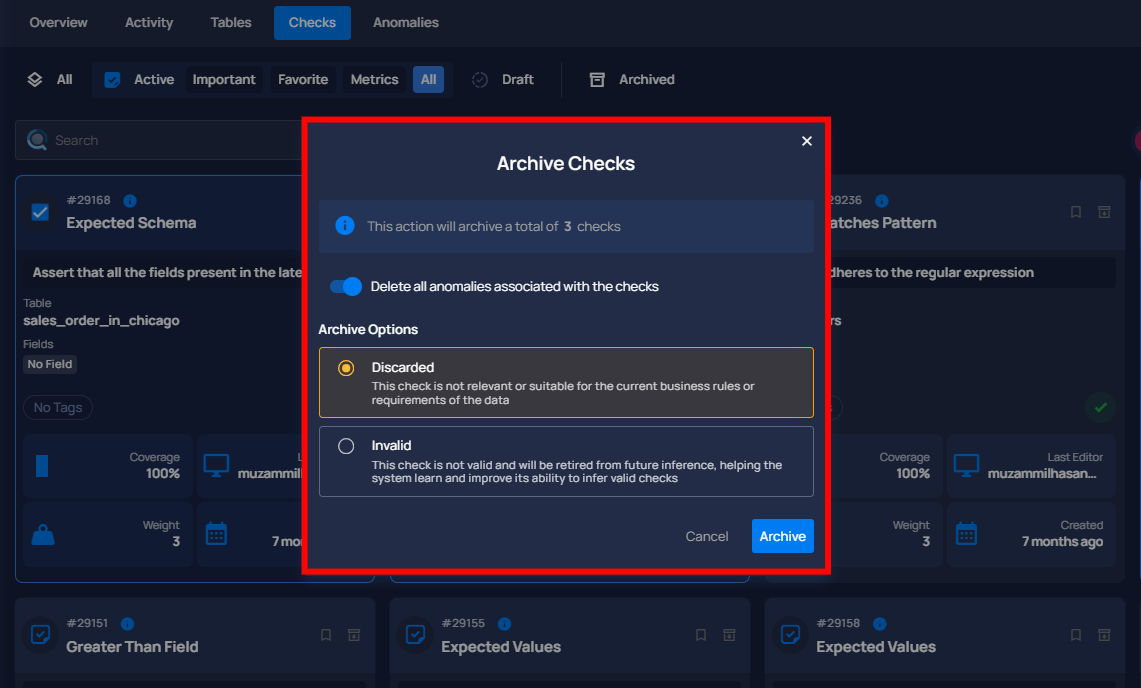 Overview Activity Tables Checks Anomalies
All Active Important Favorite Metrics All Draft Archived
Search
Archive Checks
This action will archive a total of 3 checks
Delete all anomalies associated with the checks
Archive Options
Discarded
This check is not relevant or suitable for the current business rules or
requirements of the data
Invalid
This check is not valid and will be retired from future inference, helping the
system learn and improve its ability to infer valid checks
Cancel Archive
#29168
Expected Schema
Assert that all the fields present in the late
Table
sales_order_in_chicago
Fields
No Field
No Tags
Coverage
100%
muzammil
Weight
3
7 mo
9236
atches Pattern
dheres to the regular expression
rs
Coverage
100%
Last Editor
muzammilhasan...
Weight
3
Created
7 months ago
#29151
Greater Than Field
#29155
Expected Values
#29158
Expected Values